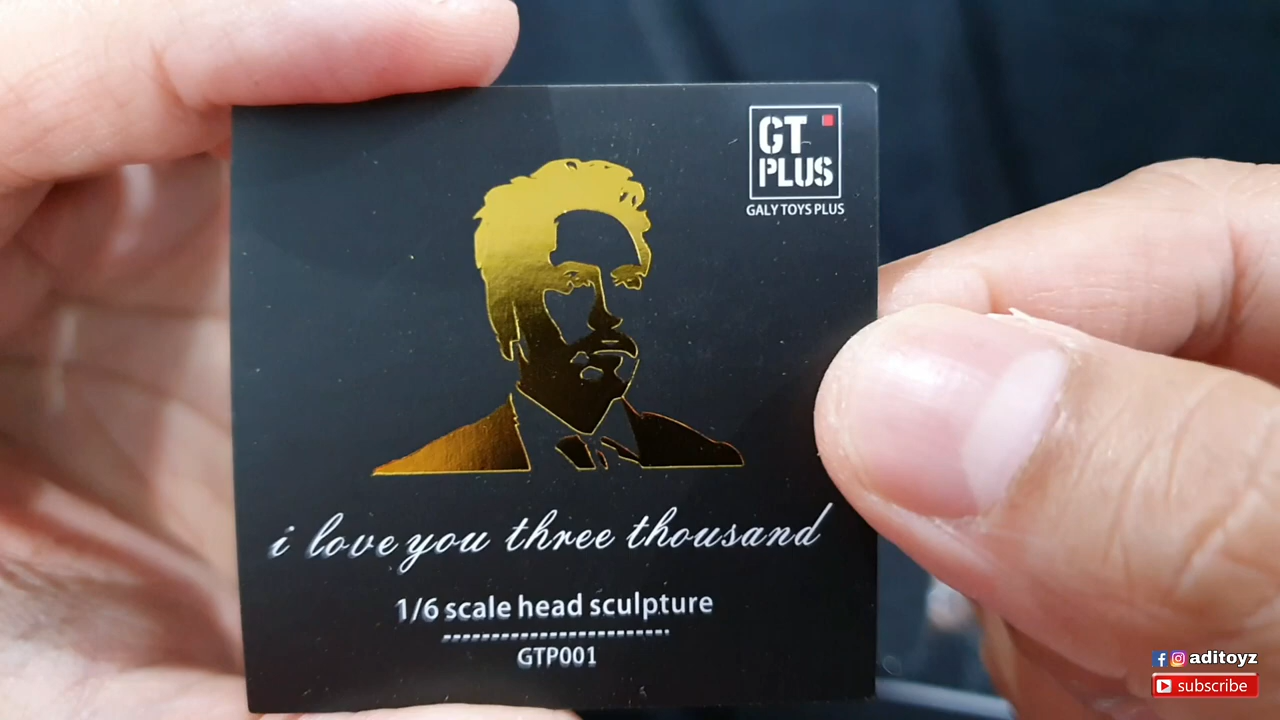 GT
PLUS
GALY TOYS PLUS
i love you three thousand
1/6 scale head sculpture
GTP001
aditoyz
subscribe